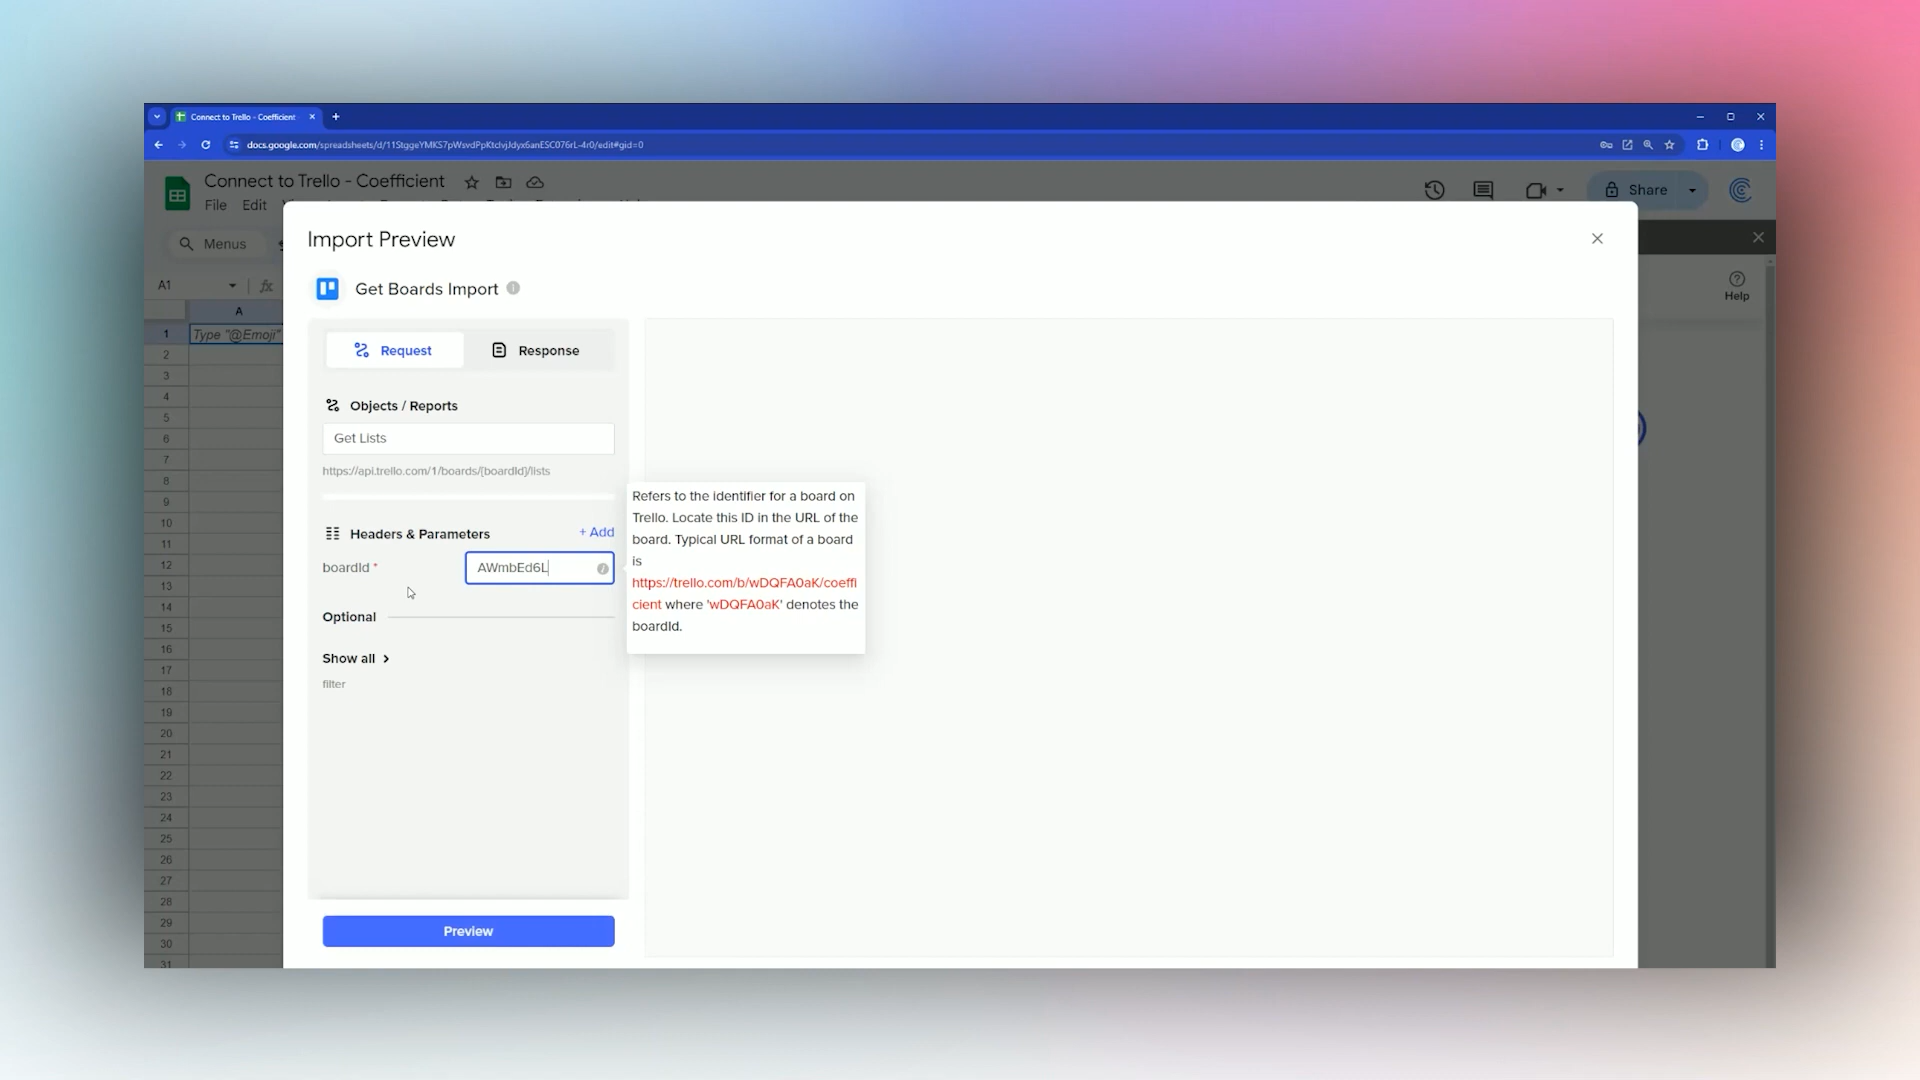 Connect to Trello - Coefficient
docs.google.com/spreadsheets/d/11StggeYMKS7pWsvdPpKtclvjJdyx6anESC076rL-4r0/edit#gid=0
Connect to Trello - Coefficient
File Edit
Share
Menus
A1
fx
Help
A
1 Type "@Emoji"
2
3
4
5
6
7
8
9
10
11
12
13
14
15
16
17
18
19
20
21
22
23
24
25
26
27
28
29
30
31
Import Preview
Get Boards Import
Request
Response
Objects / Reports
Get Lists
https://api.trello.com/1/boards/{boardId}/lists
Headers & Parameters
+ Add
boardId *
AWmbEd6L
Optional
Show all
filter
Preview
Refers to the identifier for a board on
Trello. Locate this ID in the URL of the
board. Typical URL format of a board
is
https://trello.com/b/wDQFA0aK/coeffi
cient where 'wDQFA0aK' denotes the
boardId.